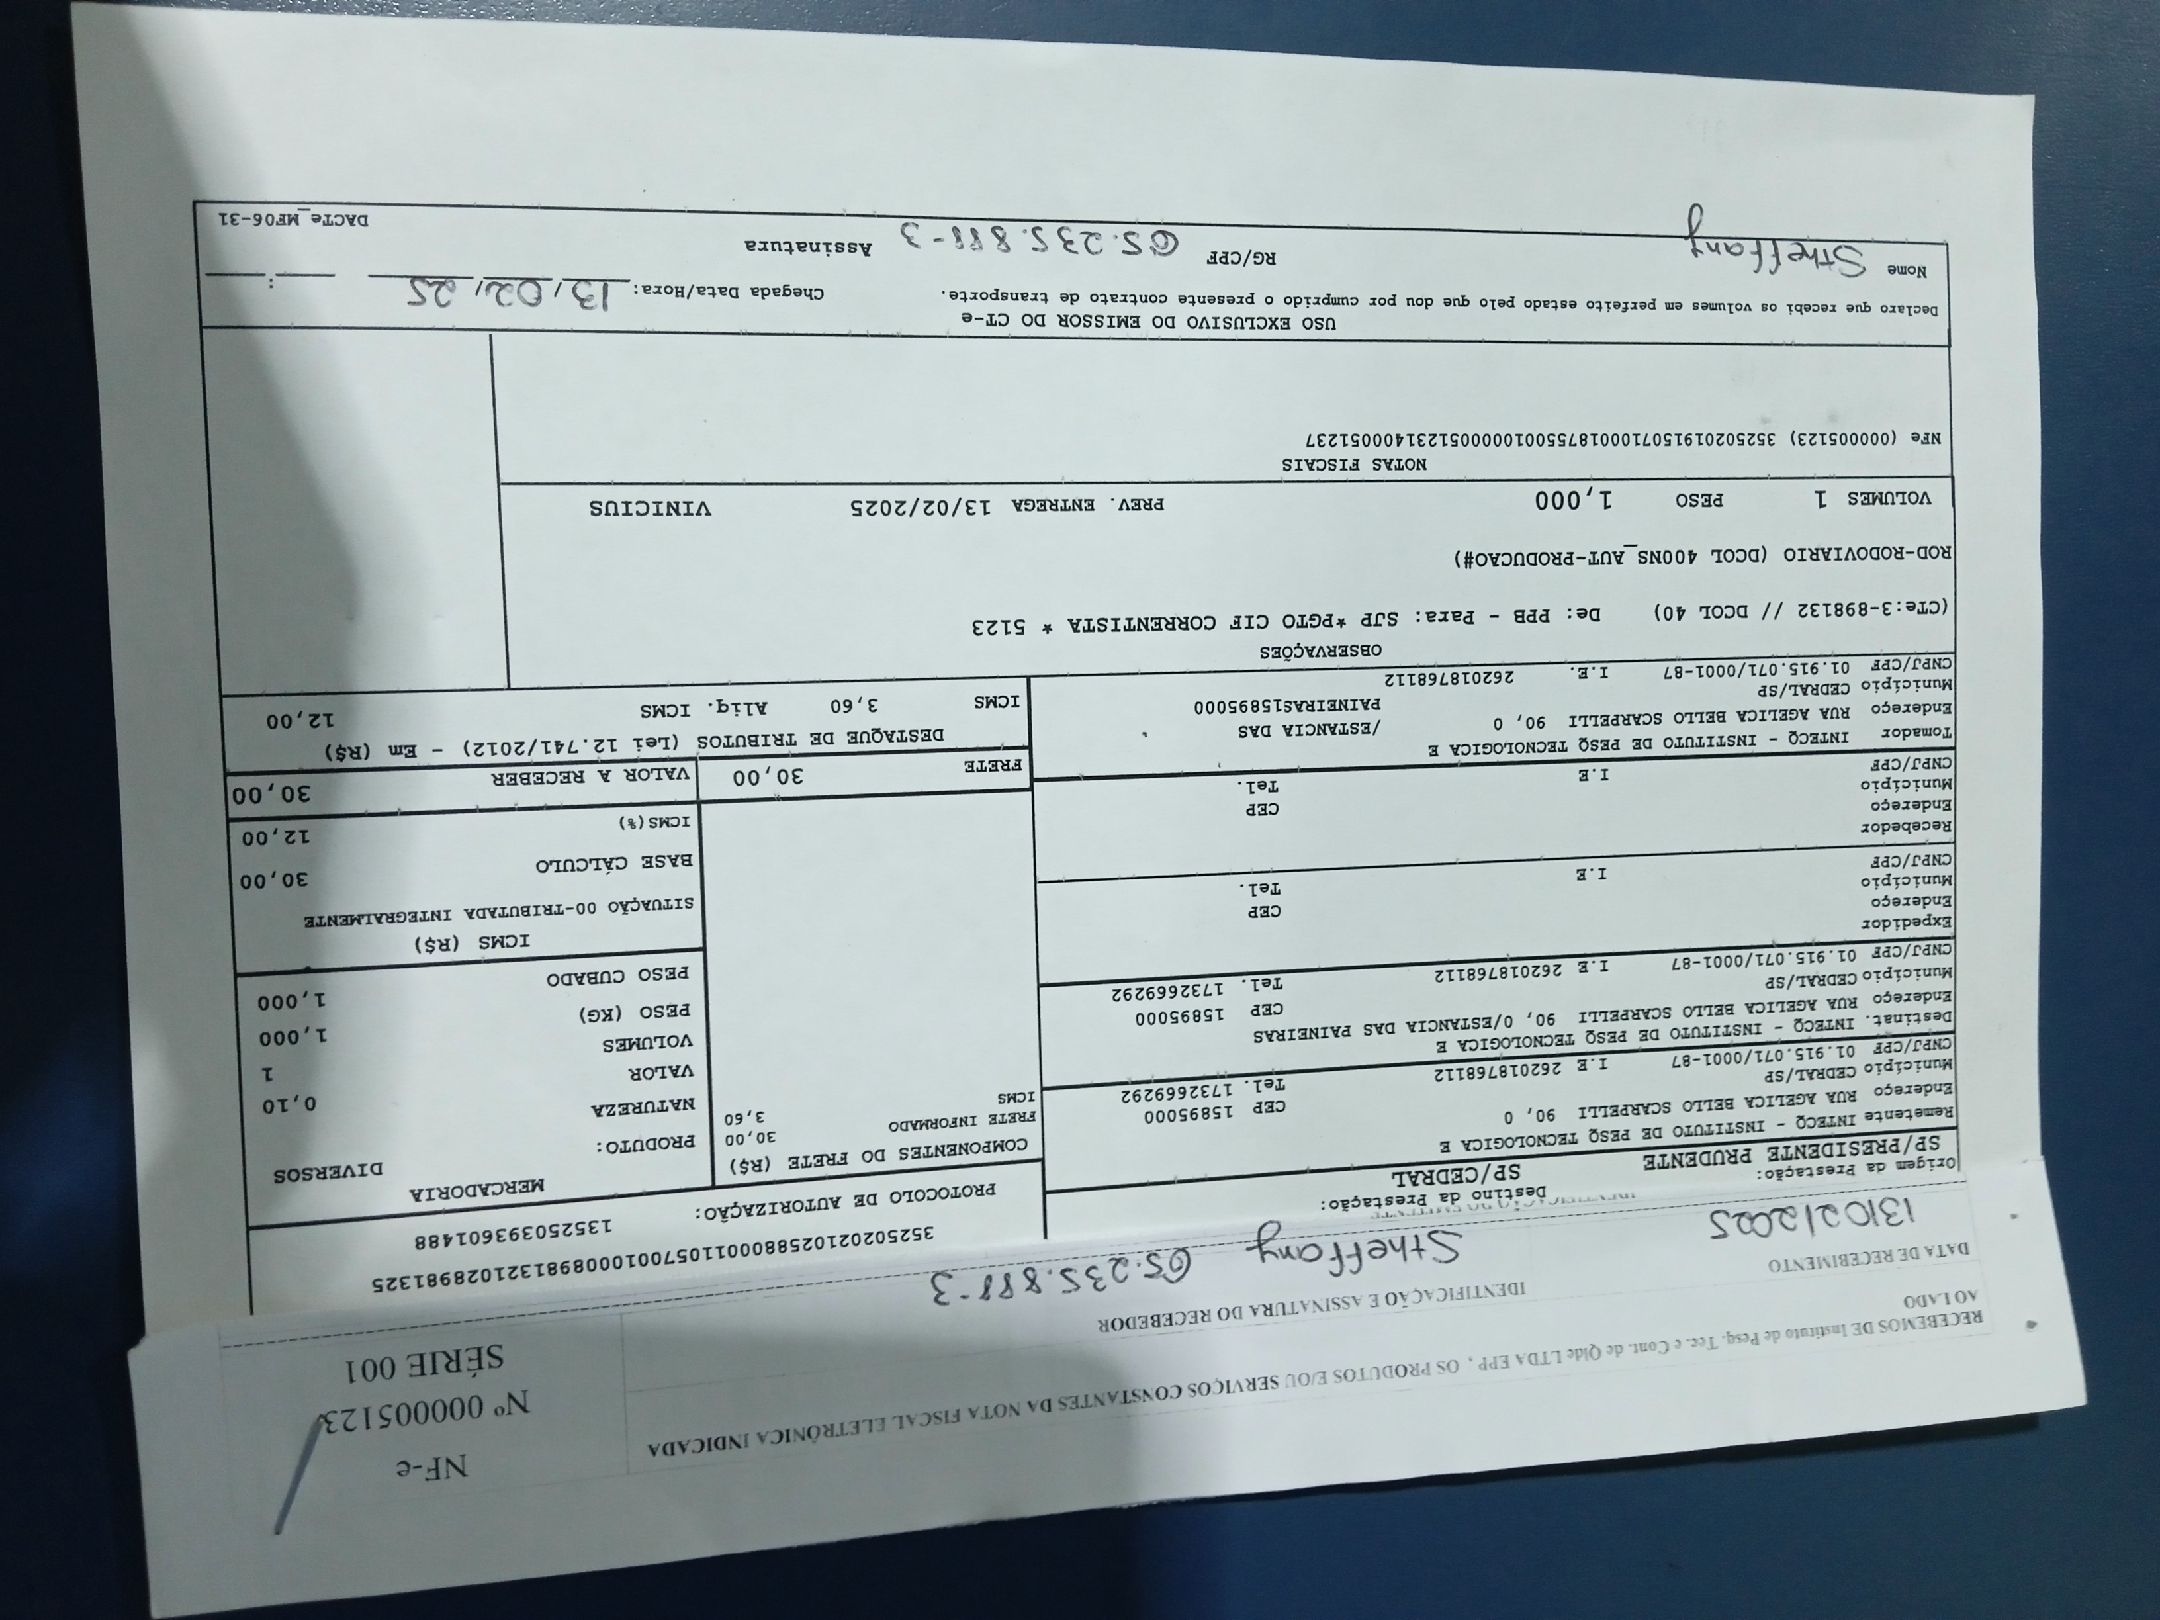 RECEBEMOS DE Instituto de Pesq. Tec. e Cont. de Qlde LTDA EPP , OS PRODUTOS E/OU SERVIÇOS CONSTANTES DA NOTA FISCAL ELETRÔNICA INDICADA
AO LADO
DATA DE RECEBIMENTO
13/02/2025
IDENTIFICAÇÃO E ASSINATURA DO RECEBEDOR
Stheffany 65.235.888-3
NF-e
Nº 000005123
SÉRIE 001
35250202102588000110570010008981321028981325
PROTOCOLO DE AUTORIZAÇÃO: 135250393601488
Origem da Prestação:
SP/PRESIDENTE PRUDENTE
Destino da Prestação:
SP/CEDRAL
Remetente INTECQ - INSTITUTO DE PESQ TECNOLOGICA E
Endereço RUA AGELICA BELLO SCARPELLI 90, 0
Município CEDRAL/SP CEP 15895000
CNPJ/CPF 01.915.071/0001-87 I.E 26201876­8112 Tel. 1732669292
Destinat. INTECQ - INSTITUTO DE PESQ TECNOLOGICA E
Endereço RUA AGELICA BELLO SCARPELLI 90, 0/ESTANCIA DAS PAINEIRAS
Município CEDRAL/SP CEP 15895000
CNPJ/CPF 01.915.071/0001-87 I.E 262018768112 Tel. 1732669292
Expedidor
Endereço
Município CEP
CNPJ/CPF I.E Tel.
Recebedor
Endereço
Município CEP
CNPJ/CPF I.E Tel.
Tomador INTECQ - INSTITUTO DE PESQ TECNOLOGICA E
Endereço RUA AGELICA BELLO SCARPELLI 90, 0 /ESTANCIA DAS
Município CEDRAL/SP PAINEIRAS15895000
CNPJ/CPF 01.915.071/0001-87 I.E. 262018768112
COMPONENTES DO FRETE (R$)
FRETE INFORMADO 30,00
ICMS 3,60
MERCADORIA
PRODUTO: DIVERSOS
NATUREZA
VALOR 0,10
VOLUMES 1
PESO (KG) 1,000
PESO CUBADO 1,000
ICMS (R$)
SITUAÇÃO 00-TRIBUTADA INTEGRALMENTE
BASE CÁLCULO 30,00
ICMS(%) 12,00
FRETE 30,00
VALOR A RECEBER 30,00
DESTAQUE DE TRIBUTOS (Lei 12.741/2012) - Em (R$)
ICMS 3,60 Aliq. ICMS 12,00
OBSERVAÇÕES
(CTe:3-898132 // DCOL 40) De: PPB - Para: SJP *PGTO CIF CORRENTISTA * 5123
ROD-RODOVIARIO (DCOL 400NS_AUT-PRODUCAO#)
VOLUMES 1 PESO 1,000 PREV. ENTREGA 13/02/2025 VINICIUS
NOTAS FISCAIS
NFe (00005123) 35250201915071000187550010000051231400051237
USO EXCLUSIVO DO EMISSOR DO CT-e
Declaro que recebi os volumes em perfeito estado pelo que dou por cumprido o presente contrato de transporte.
Chegada Data/Hora: 13/02/25 :
Nome Stheffany RG/CPF 65.235.888-3 Assinatura
DACTe_MF06-31